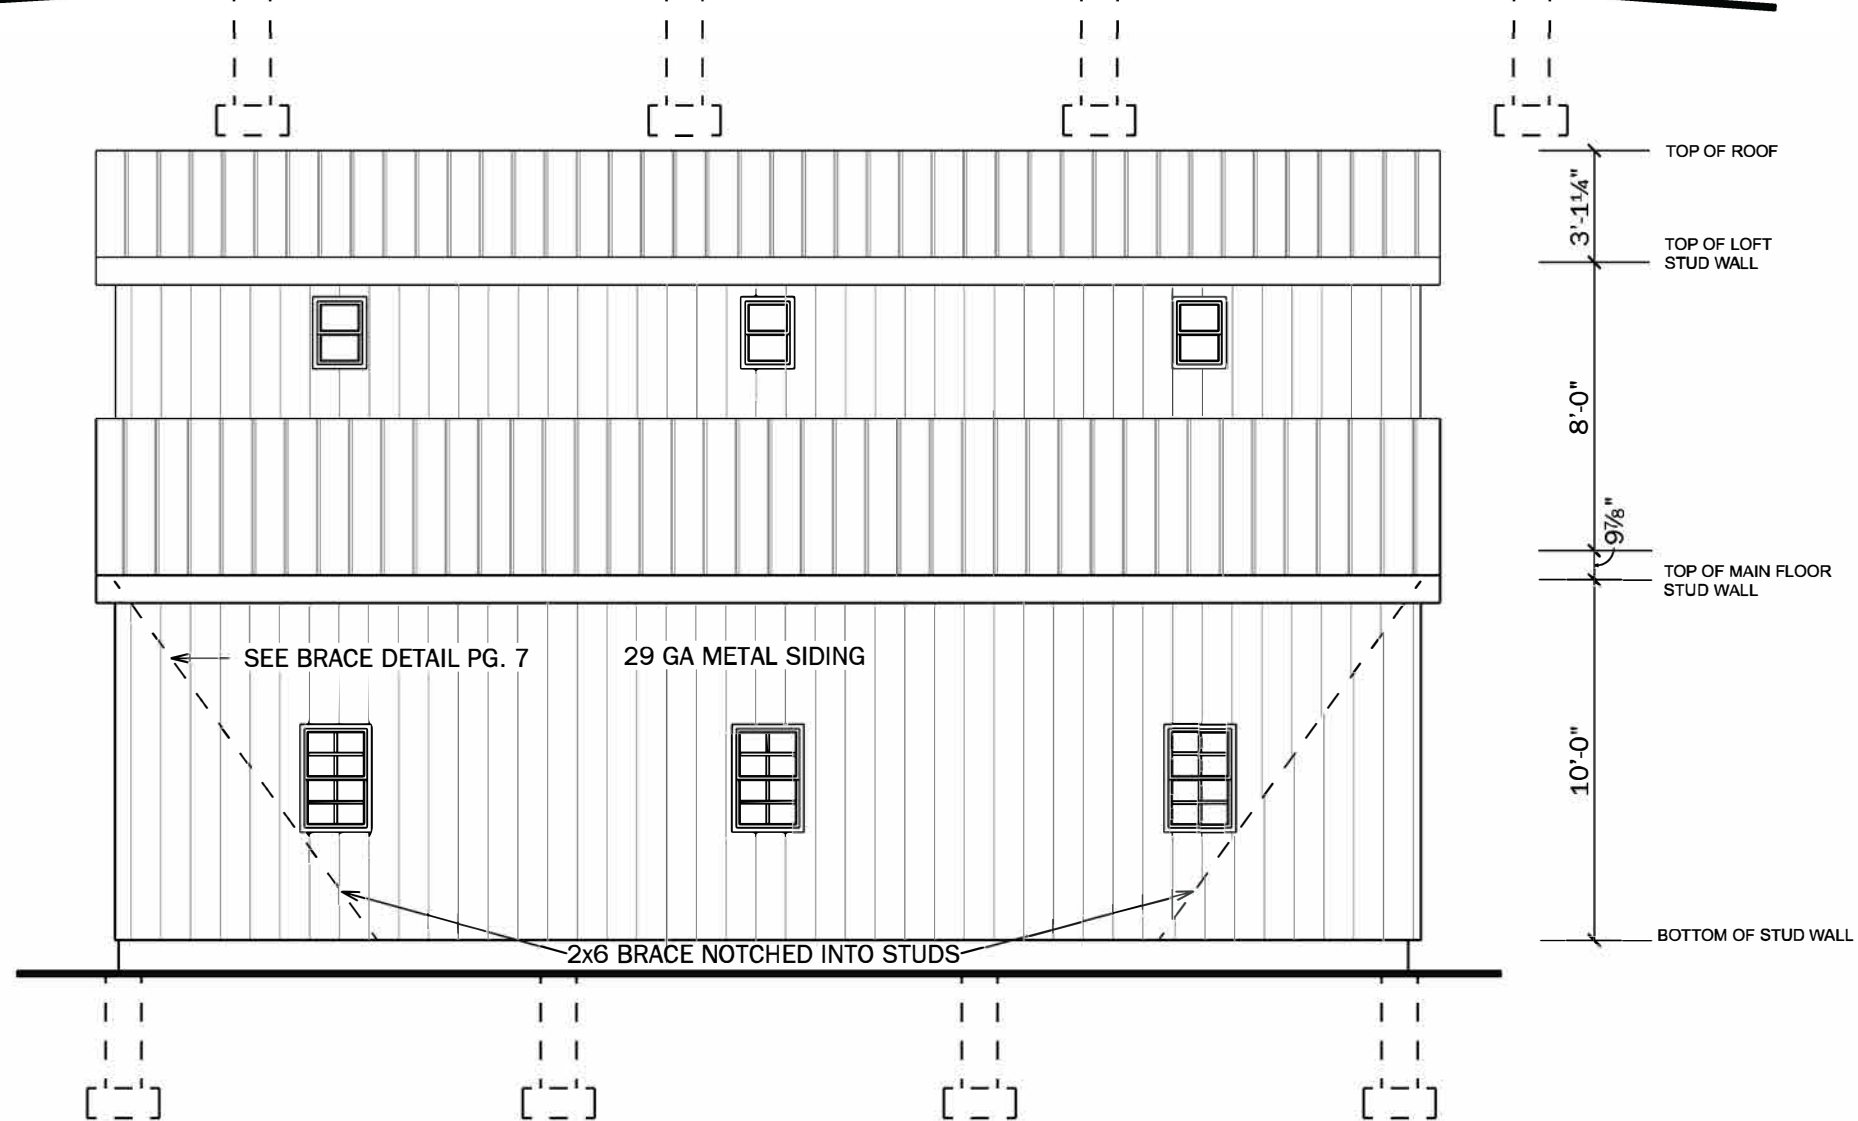 TOP OF ROOF
3'-1¼"
TOP OF LOFT
STUD WALL
8'-0"
9⅞"
TOP OF MAIN FLOOR
STUD WALL
SEE BRACE DETAIL PG. 7
29 GA METAL SIDING
10'-0"
BOTTOM OF STUD WALL
2x6 BRACE NOTCHED INTO STUDS